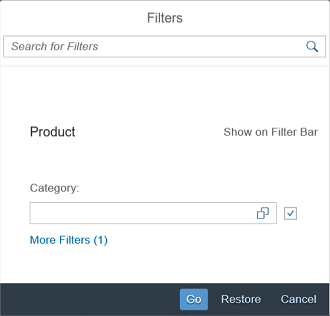 Filters
Search for Filters
Product
Show on Filter Bar
Category:
More Filters (1)
Go
Restore
Cancel